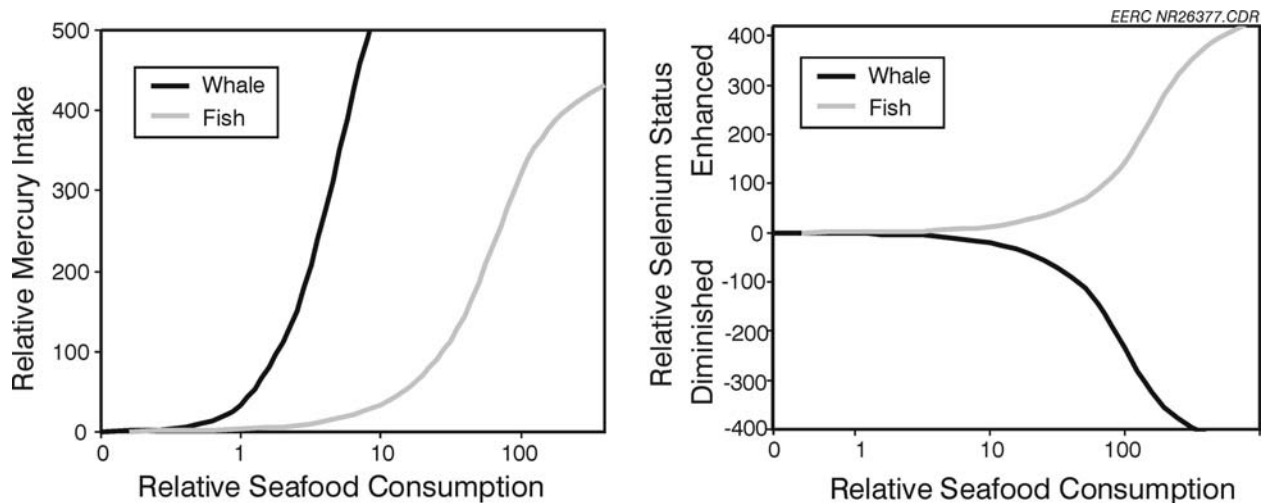 EERC NR26377.CDR
Relative Mercury Intake
500
400
300
200
100
0
Whale
Fish
0 1 10 100
Relative Seafood Consumption
Relative Selenium Status
Diminished Enhanced
400
300
200
100
0
-100
-200
-300
-400
Whale
Fish
0 1 10 100
Relative Seafood Consumption